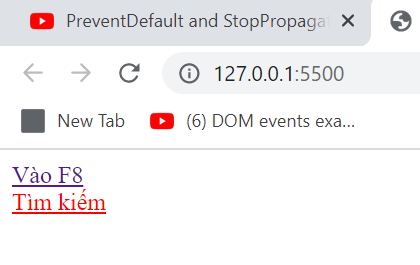 PreventDefault and StopPropaga
127.0.0.1:5500
New Tab
(6) DOM events exa...
Vào F8
Tìm kiếm